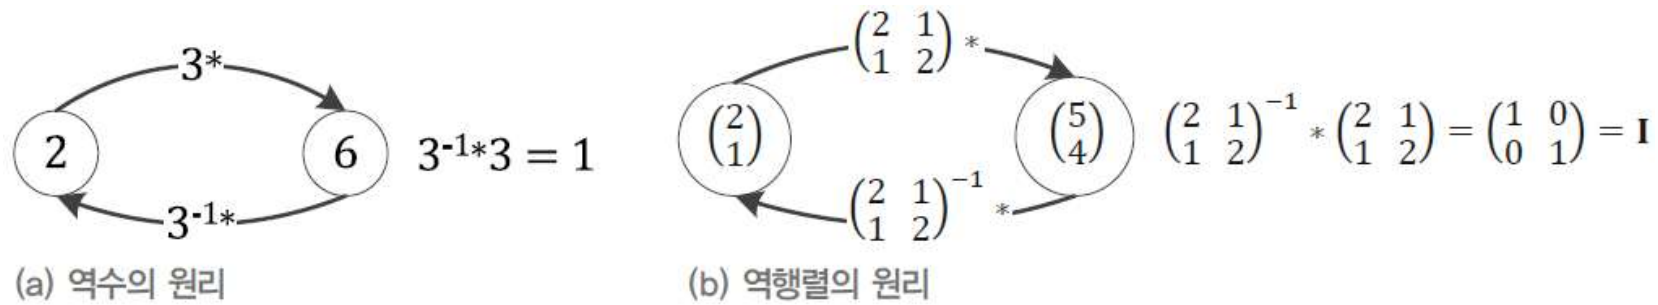 3*
2
6
3⁻¹*3 = 1
3⁻¹*
(a) 역수의 원리
(2 1
1 2) *
(2
1)
(5
4)
(2 1
1 2)⁻¹ * (2 1
1 2) = (1 0
0 1) = I
(2 1
1 2)⁻¹ *
(b) 역행렬의 원리